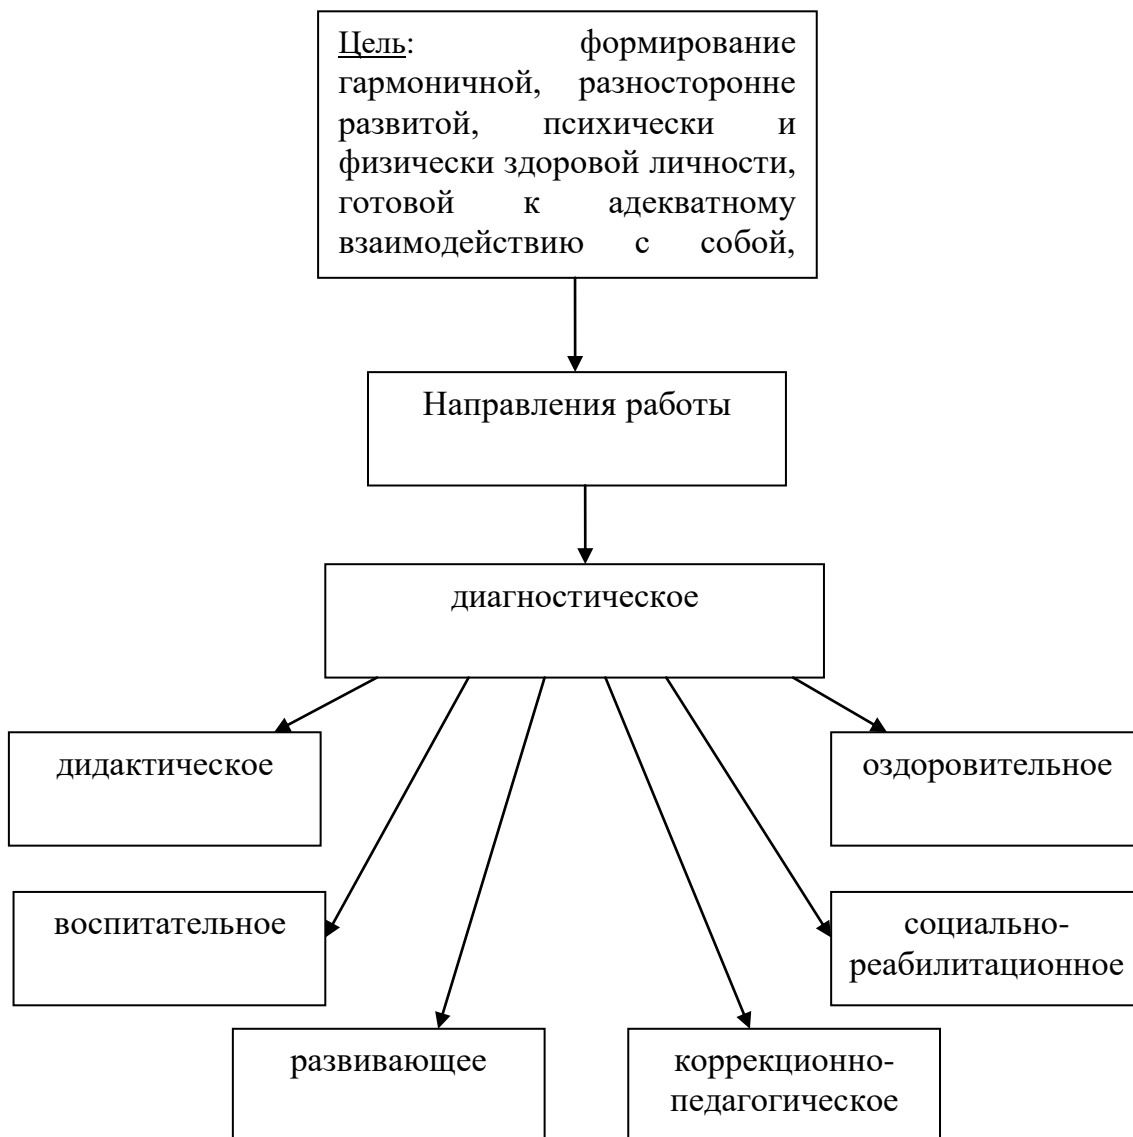 Цель: формирование
гармоничной, разносторонне
развитой, психически и
физически здоровой личности,
готовой к адекватному
взаимодействию с собой,
Направления работы
диагностическое
дидактическое
оздоровительное
воспитательное
социально-
реабилитационное
развивающее
коррекционно-
педагогическое